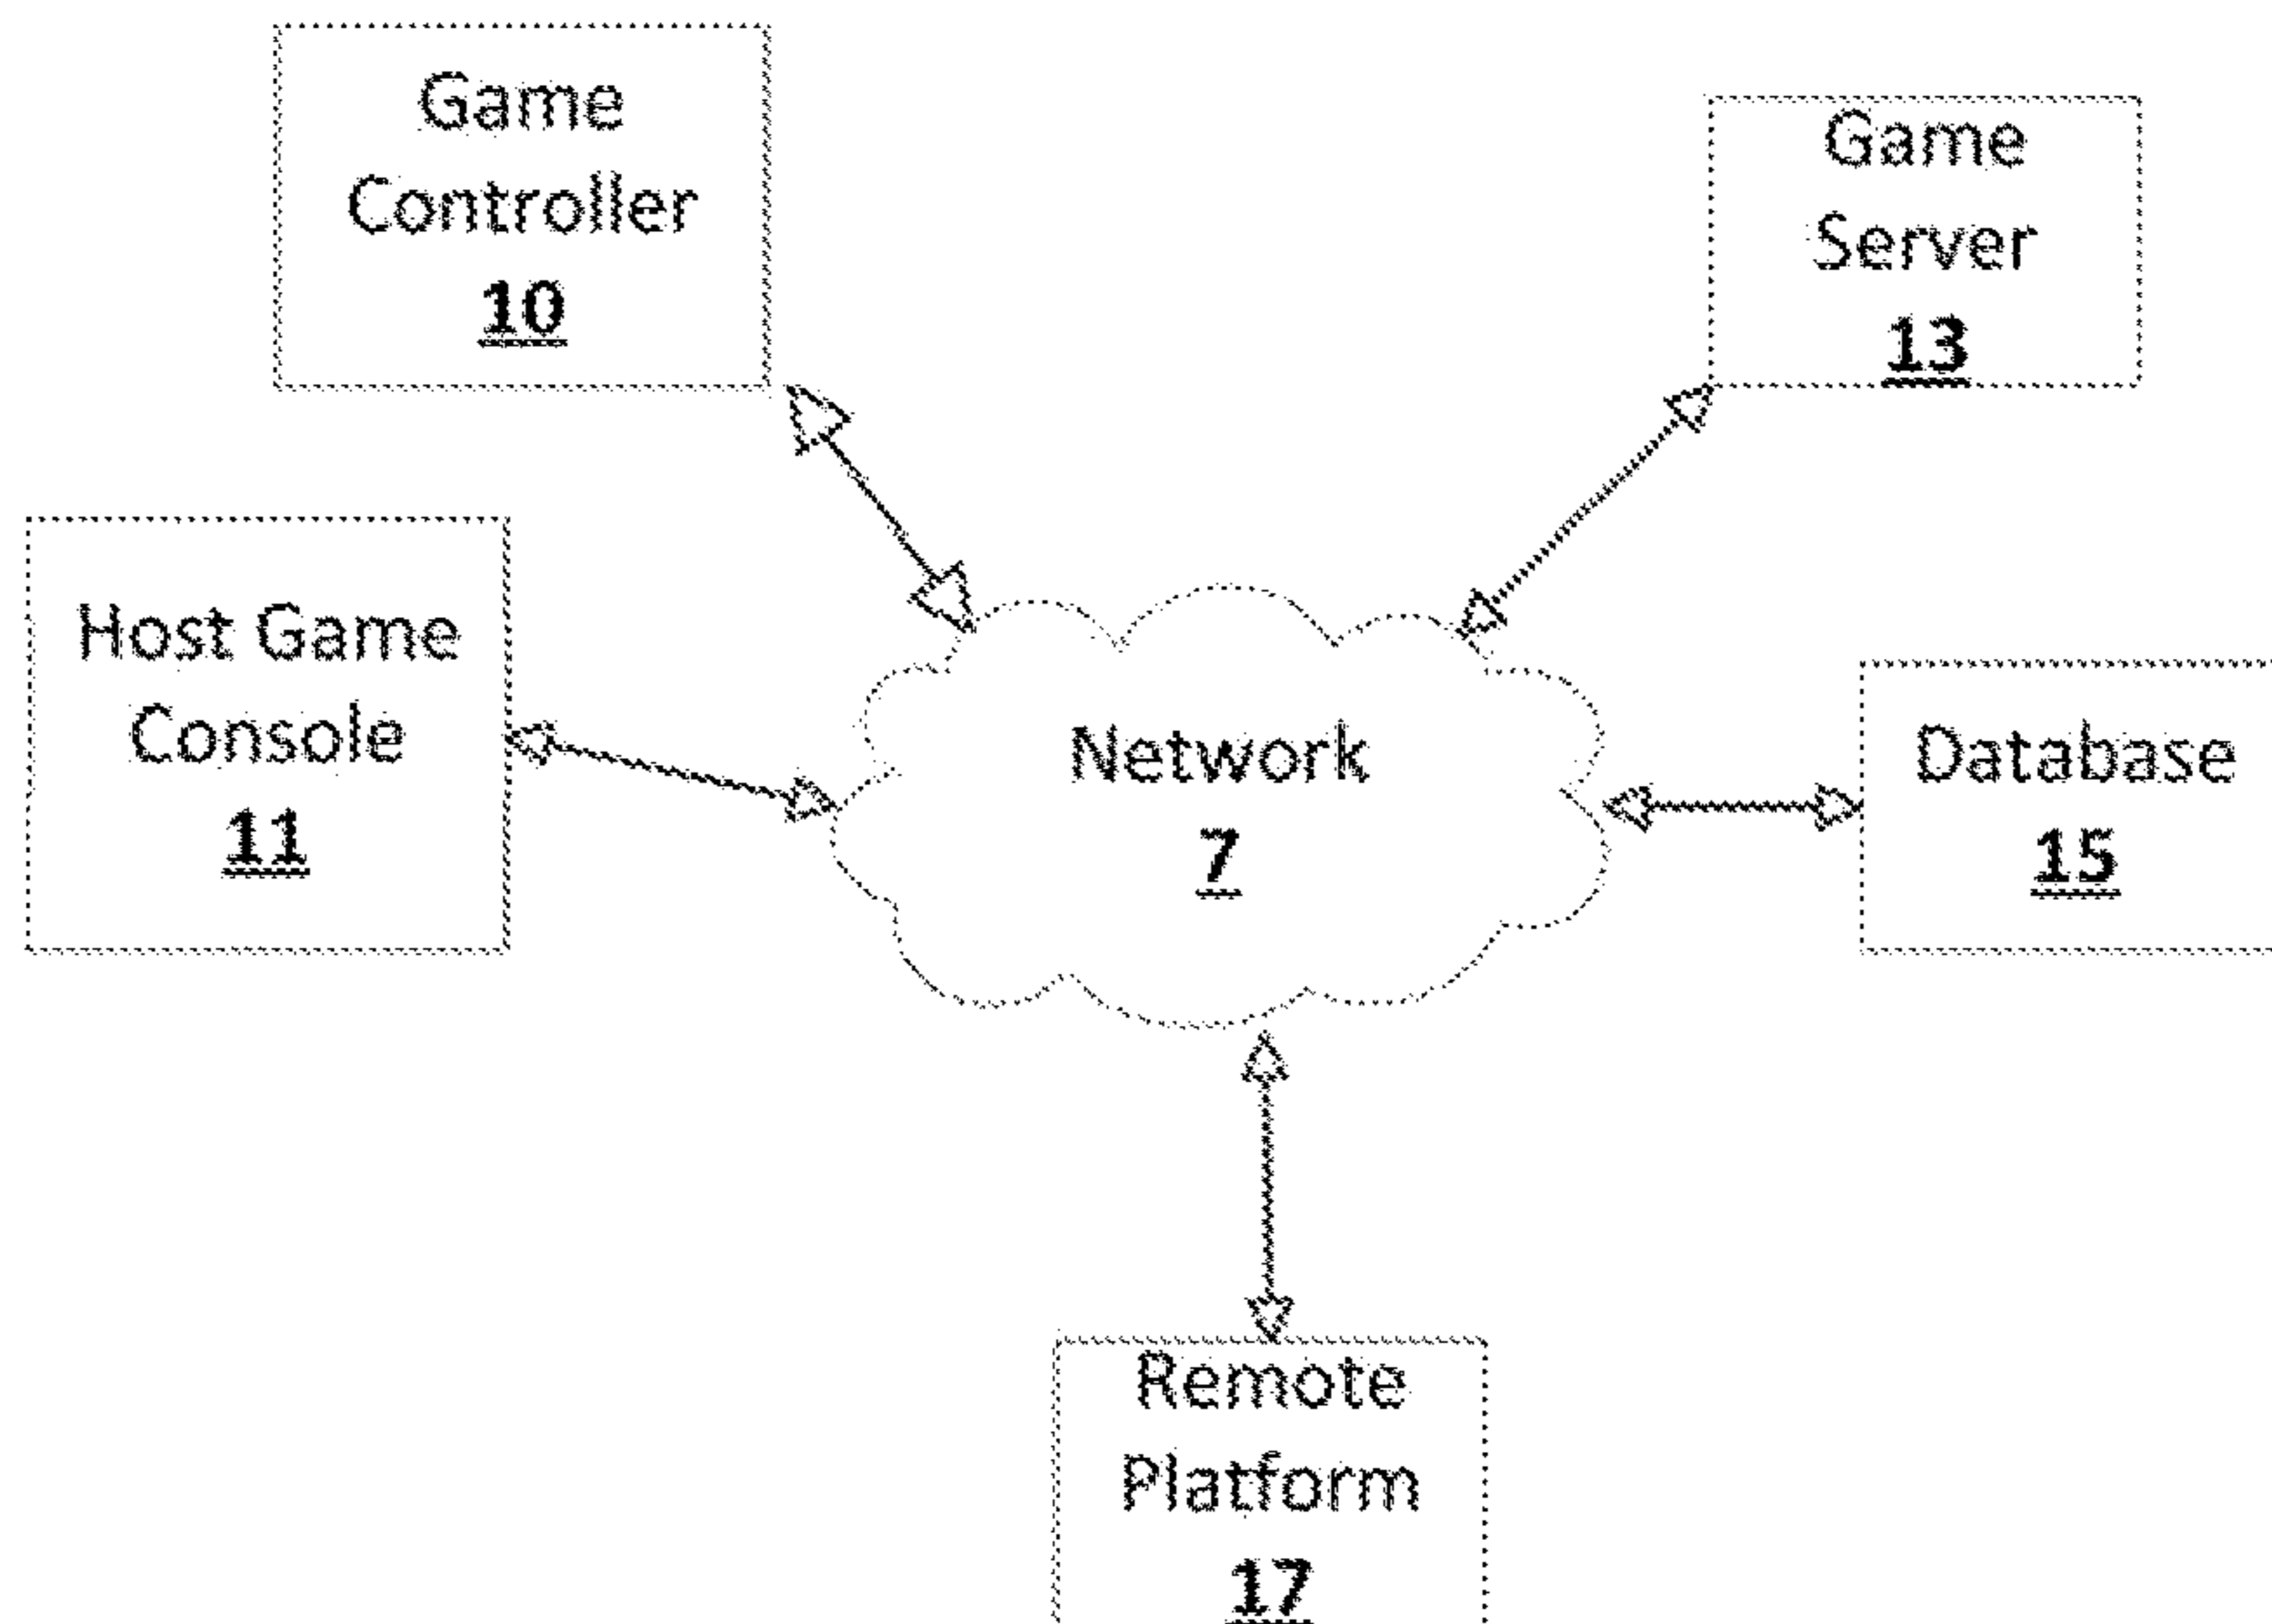 Game
Controller
10
Game
Server
13
Host Game
Console
11
Network
7
Database
15
Remote
Platform
17